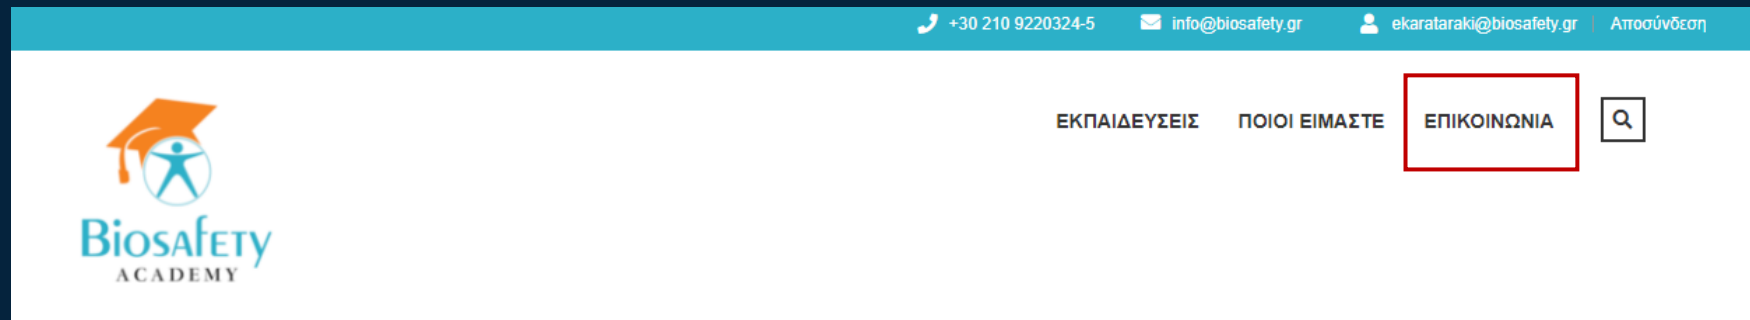 +30 210 9220324-5 info@biosafety.gr ekarataraki@biosafety.gr Αποσύνδεση
ΕΚΠΑΙΔΕΥΣΕΙΣ ΠΟΙΟΙ ΕΙΜΑΣΤΕ ΕΠΙΚΟΙΝΩΝΙΑ
Biosafety
ACADEMY